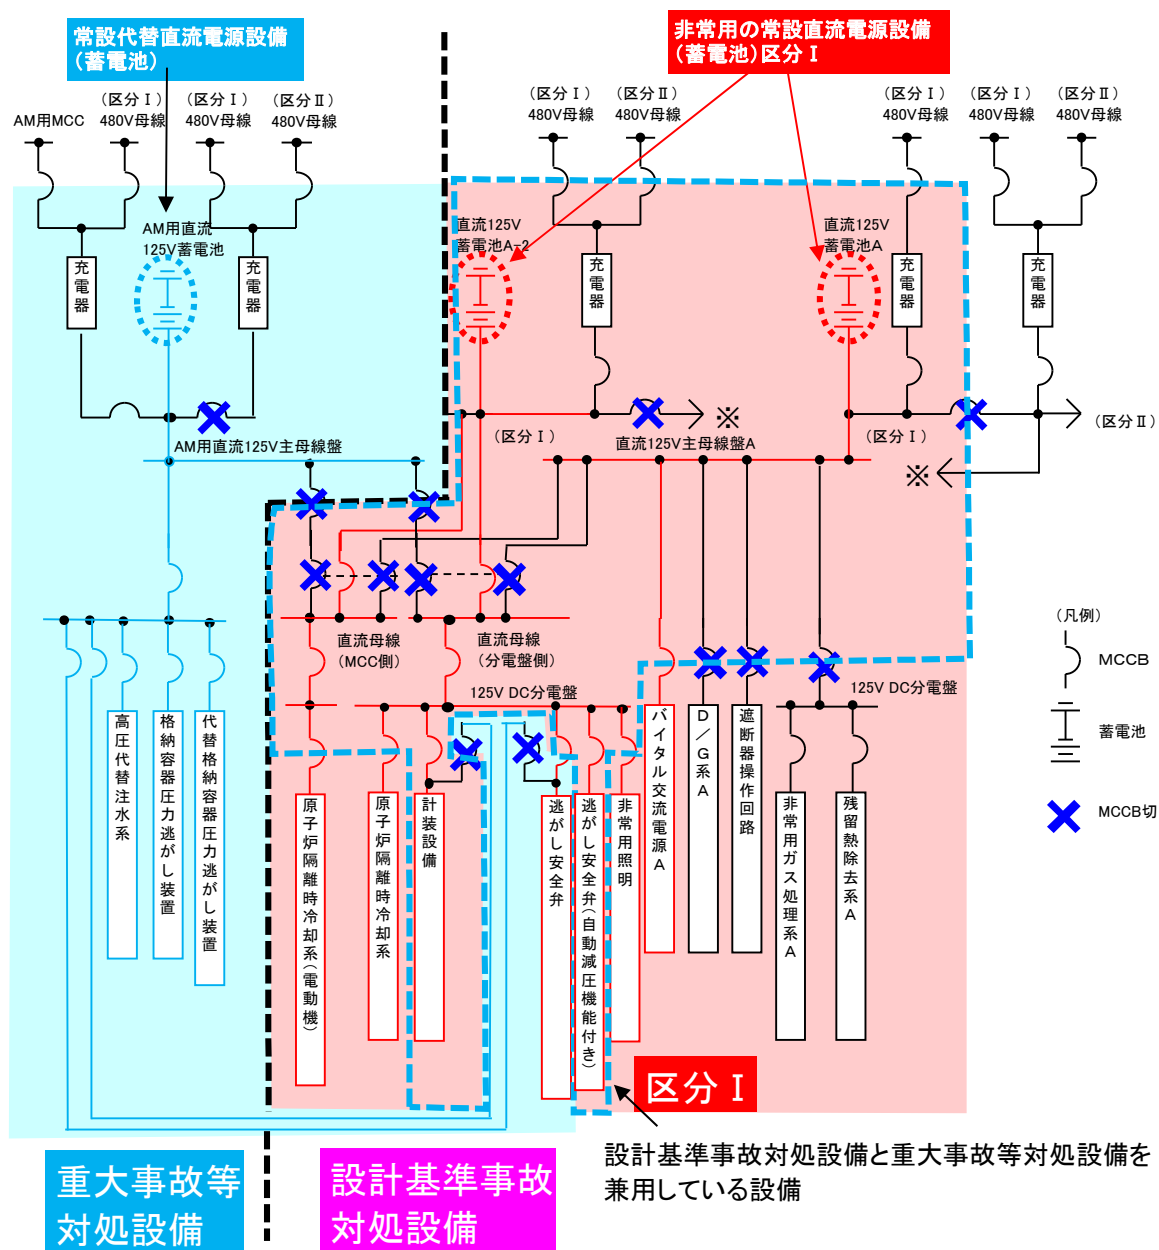 常設代替直流電源設備
（蓄電池）
非常用の常設直流電源設備
（蓄電池）区分Ⅰ
（区分Ⅰ）
（区分Ⅰ）
（区分Ⅱ）
AM用MCC
480V母線
480V母線
480V母線
（区分Ⅰ）
（区分Ⅱ）
480V母線
480V母線
（区分Ⅰ）
（区分Ⅰ）
（区分Ⅱ）
480V母線
480V母線
480V母線
AM用直流
125V蓄電池
直流125V
蓄電池A-2
直流125V
蓄電池A
充電器
充電器
充電器
充電器
充電器
※
（区分Ⅱ）
AM用直流125V主母線盤
（区分Ⅰ）
直流125V主母線盤A
（区分Ⅰ）
※
直流母線
（MCC側）
直流母線
（分電盤側）
125V DC分電盤
125V DC分電盤
（凡例）
MCCB
蓄電池
MCCB切
高圧代替注水系
格納容器圧力逃がし装置
代替格納容器圧力逃がし装置
原子炉隔離時冷却系（電動機）
原子炉隔離時冷却系
計装設備
逃がし安全弁
逃がし安全弁（自動減圧機能付き）
非常用照明
バイタル交流電源A
D／G系A
遮断器操作回路
非常用ガス処理系A
残留熱除去系A
区分Ⅰ
設計基準事故対処設備と重大事故等対処設備を
兼用している設備
重大事故等
対処設備
設計基準事故
対処設備